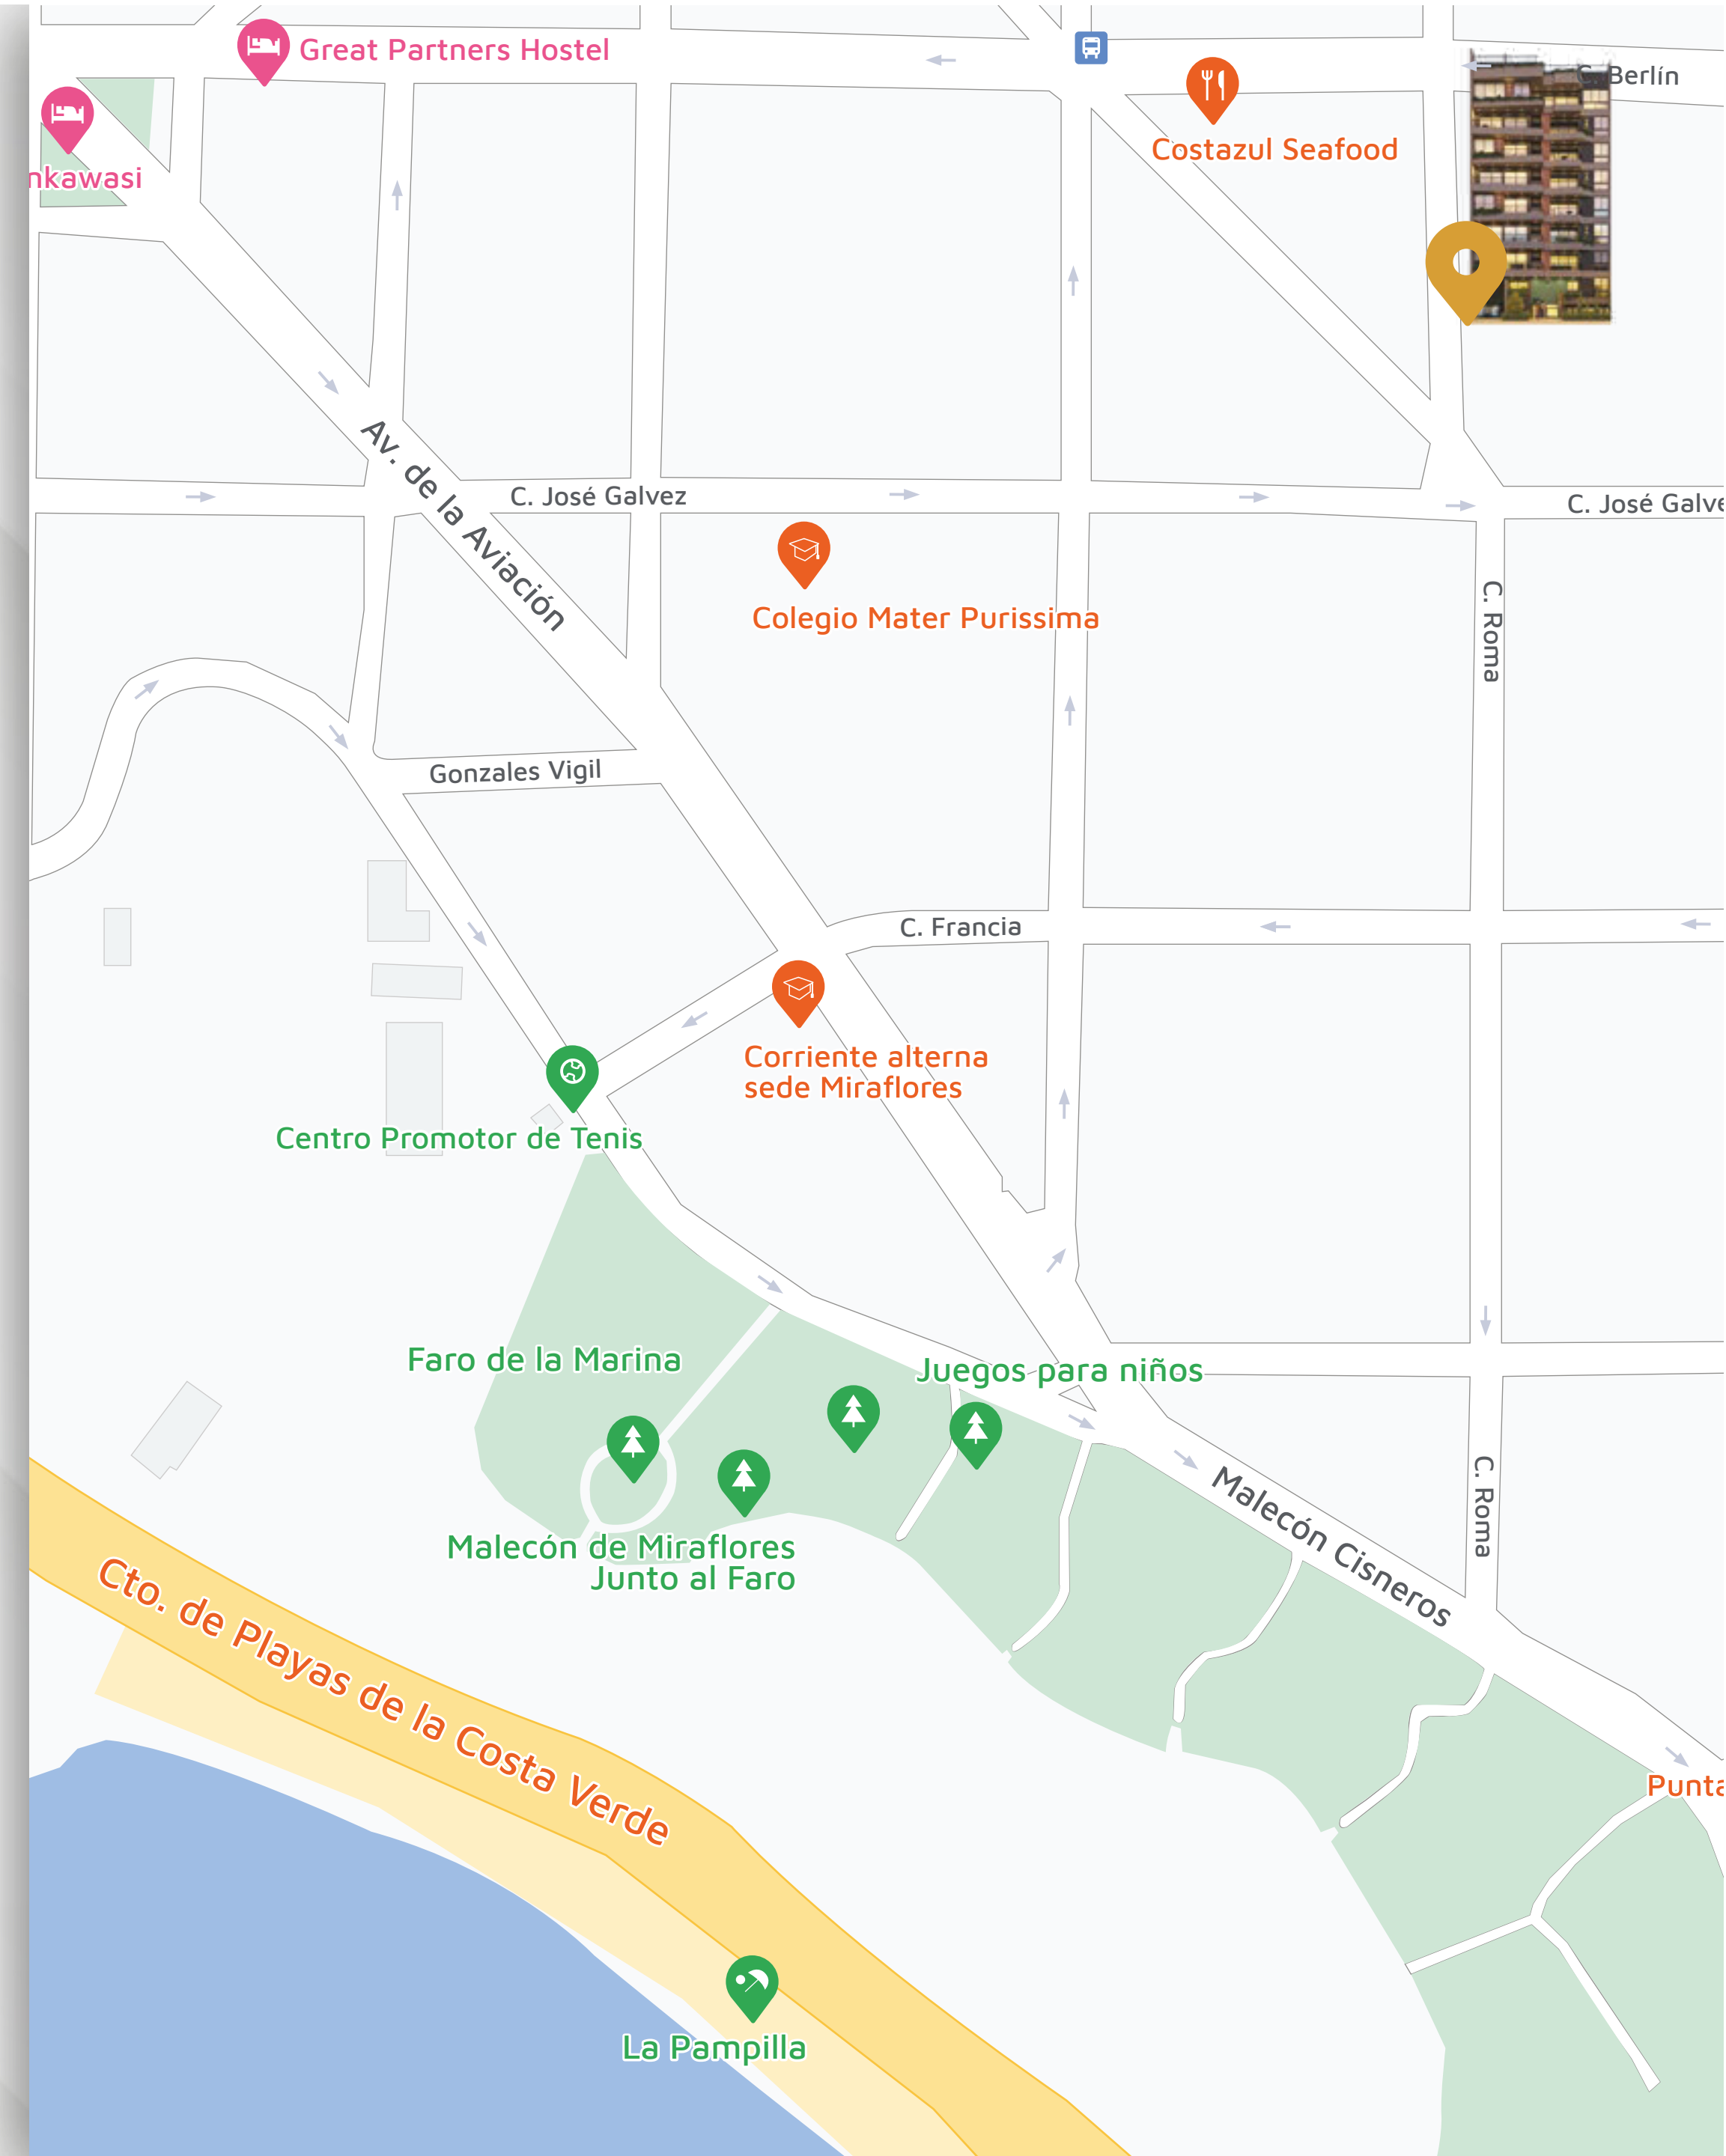 Great Partners Hostel
C. Berlín
Costazul Seafood
nkawasi
Av. de la Aviación
C. José Galvez
C. José Galve
Colegio Mater Purissima
C. Roma
Gonzales Vigil
C. Francia
Corriente alterna
sede Miraflores
Centro Promotor de Tenis
Faro de la Marina
Juegos para niños
Malecón Cisneros
C. Roma
Malecón de Miraflores
Junto al Faro
Cto. de Playas de la Costa Verde
Punta
La Pampilla